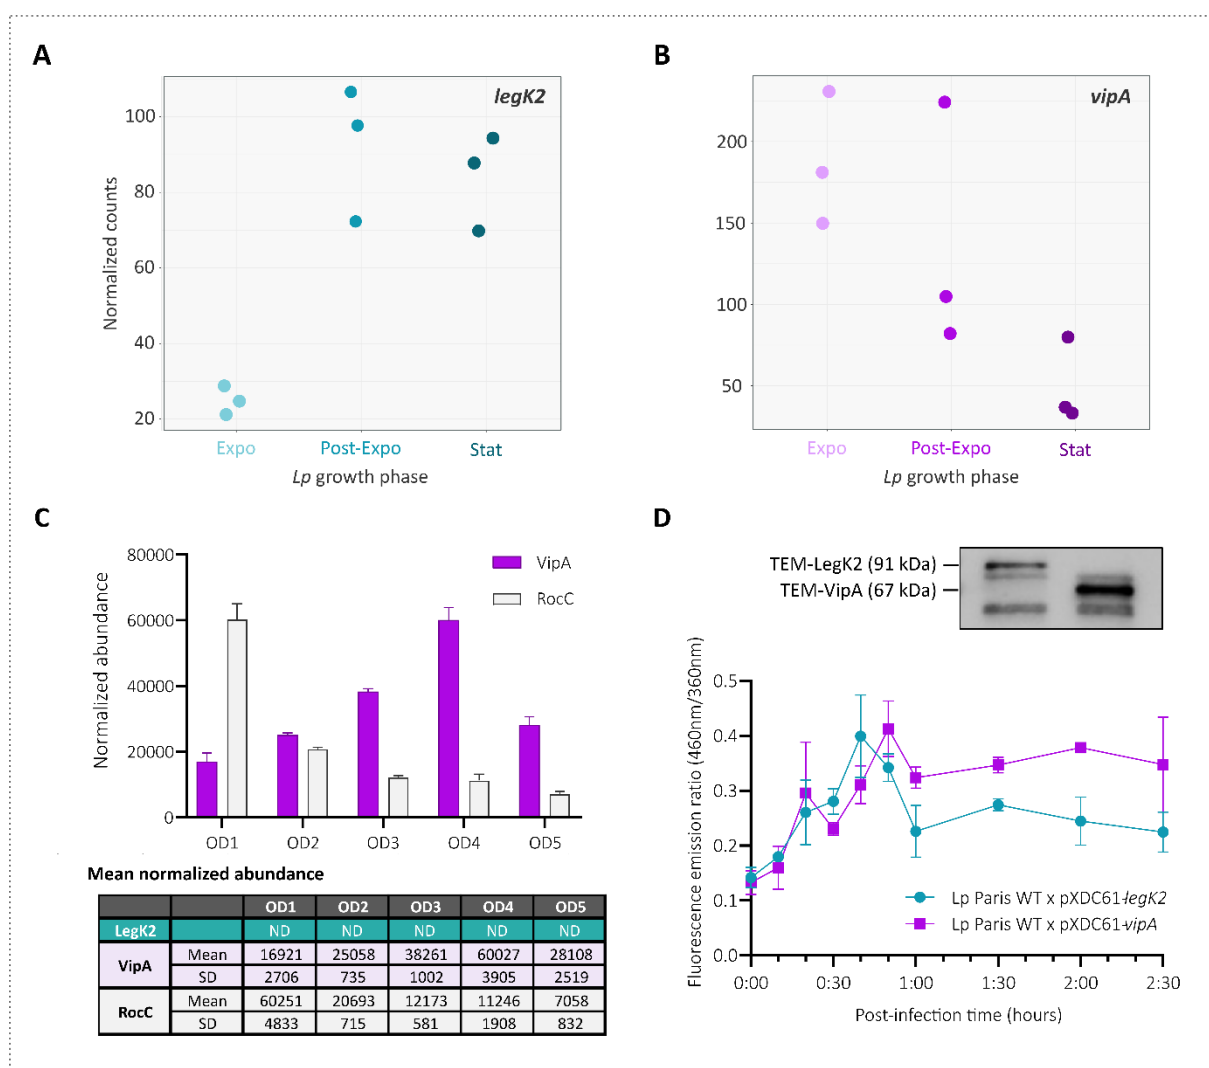 A
legK2
Normalized counts
100
80
60
40
20
Expo
Post-Expo
Stat
Lp growth phase
B
vipA
200
150
100
50
Expo
Post-Expo
Stat
Lp growth phase
C
Normalized abundance
80000
60000
40000
20000
0
VipA
RocC
OD1 OD2 OD3 OD4 OD5
Mean normalized abundance
OD1 OD2 OD3 OD4 OD5
LegK2 ND ND ND ND ND
VipA Mean 16921 25058 38261 60027 28108
SD 2706 735 1002 3905 2519
RocC Mean 60251 20693 12173 11246 7058
SD 4833 715 581 1908 832
D
TEM-LegK2 (91 kDa)
TEM-VipA (67 kDa)
Fluorescence emission ratio (460nm/360nm)
0.5
0.4
0.3
0.2
0.1
0.0
Lp Paris WT x pXDC61-legK2
Lp Paris WT x pXDC61-vipA
0:00 0:30 1:00 1:30 2:00 2:30
Post-infection time (hours)